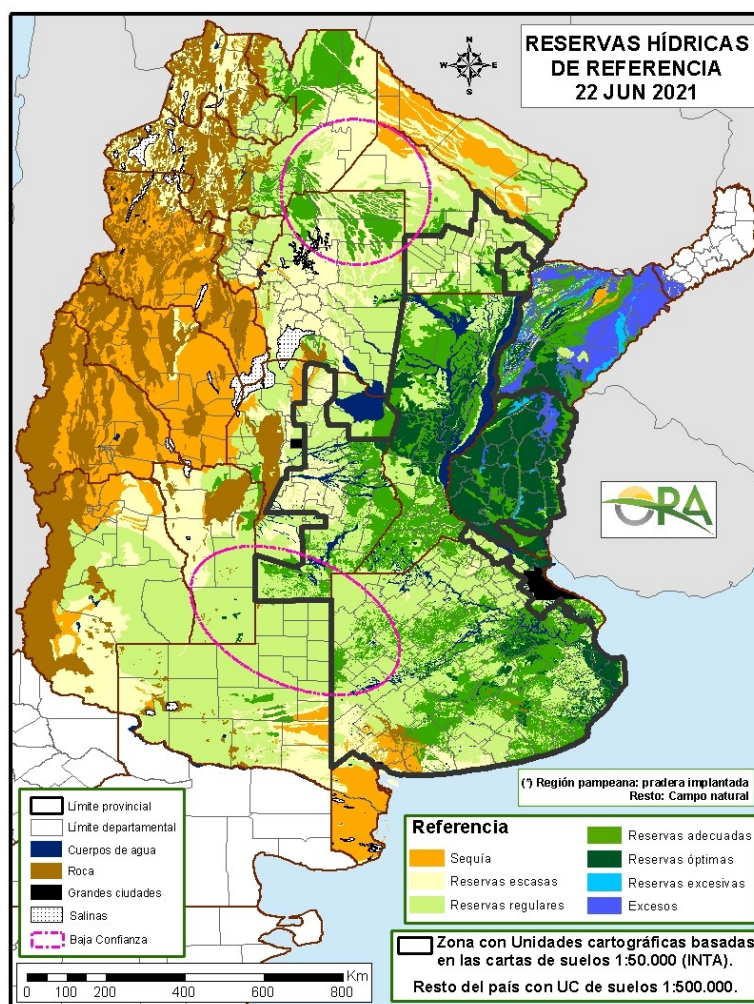 RESERVAS HÍDRICAS
DE REFERENCIA
22 JUN 2021
N
W
E
S
ORA
(*) Región pampeana: pradera implantada
Resto: Campo natural
Límite provincial
Límite departamental
Cuerpos de agua
Roca
Grandes ciudades
Salinas
Baja Confianza
Referencia
Sequía
Reservas escasas
Reservas regulares
Reservas adecuadas
Reservas óptimas
Reservas excesivas
Excesos
Zona con Unidades cartográficas basadas
en las cartas de suelos 1:50.000 (INTA).
Resto del país con UC de suelos 1:500.000.
Km
0 50 100 200 400 600 800